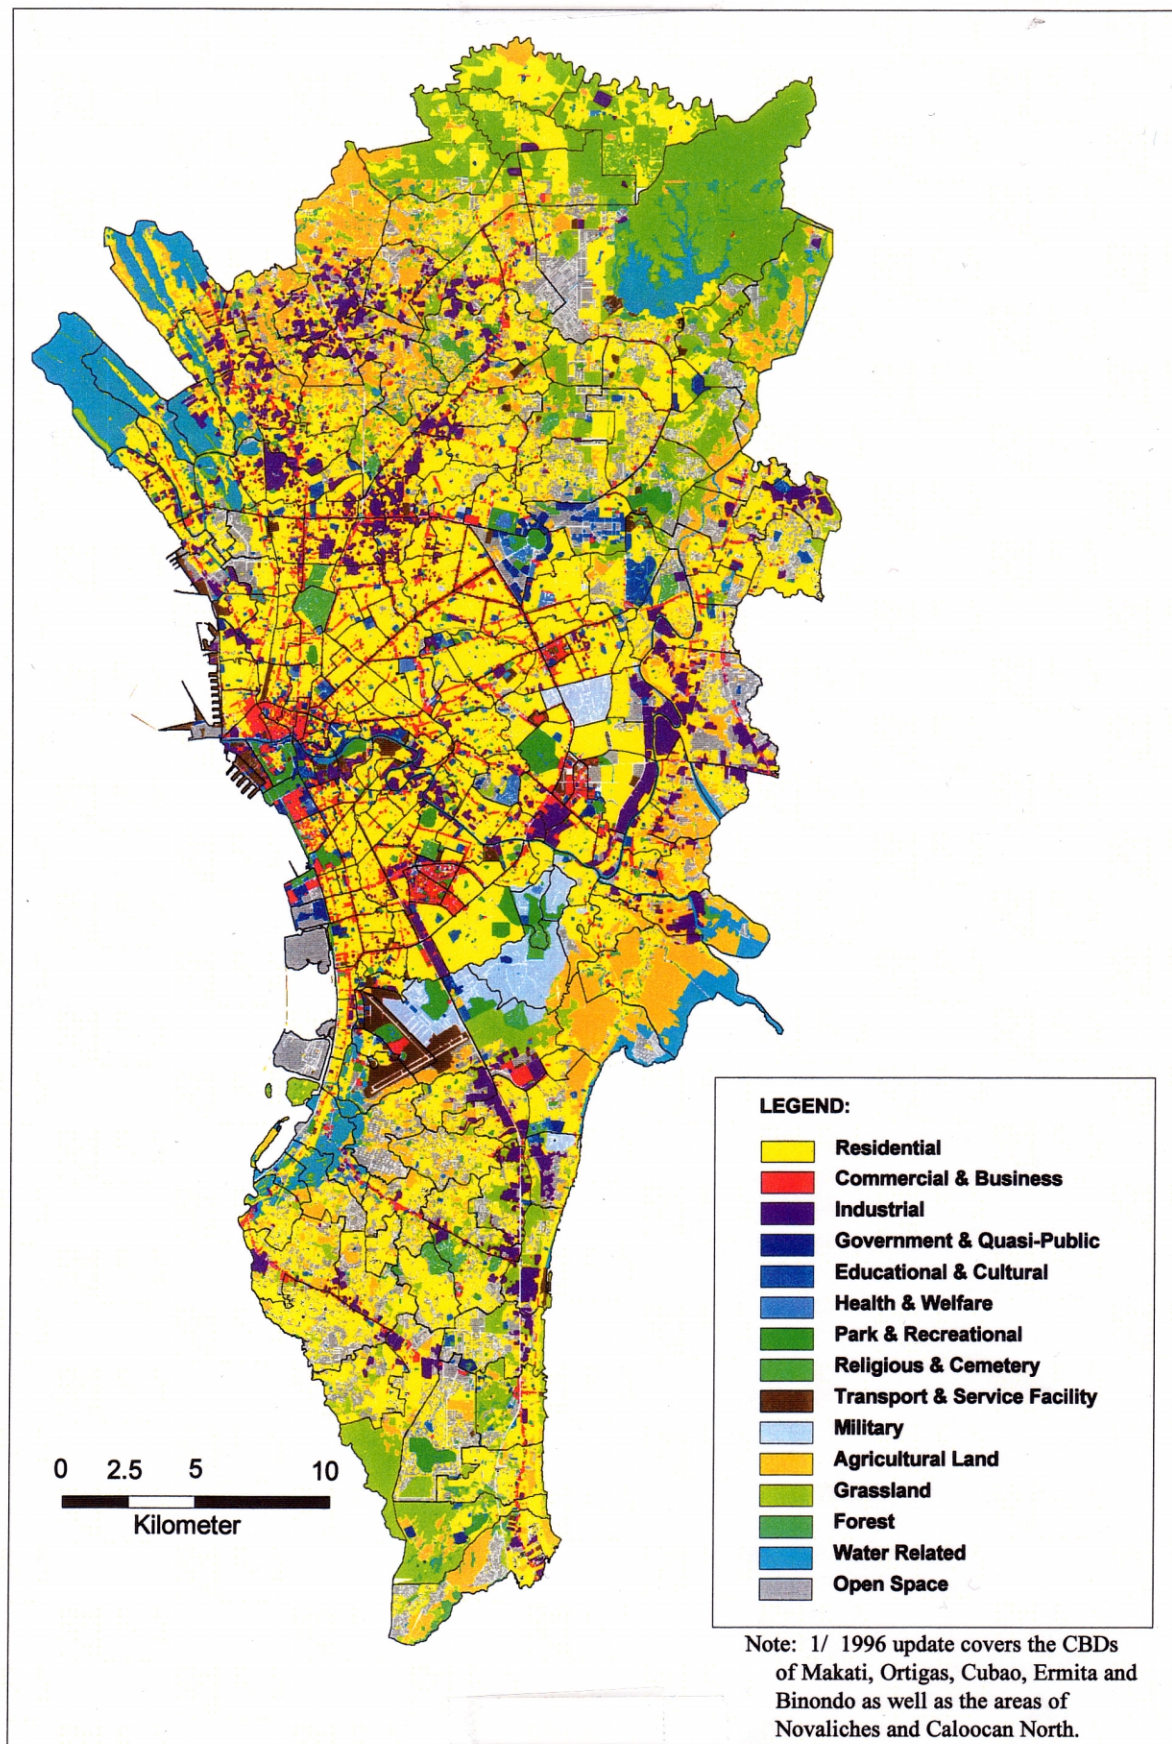 LEGEND:
Residential
Commercial & Business
Industrial
Government & Quasi-Public
Educational & Cultural
Health & Welfare
Park & Recreational
Religious & Cemetery
Transport & Service Facility
Military
Agricultural Land
Grassland
Forest
Water Related
Open Space
0 2.5 5 10
Kilometer
Note: 1/ 1996 update covers the CBDs
of Makati, Ortigas, Cubao, Ermita and
Binondo as well as the areas of
Novaliches and Caloocan North.